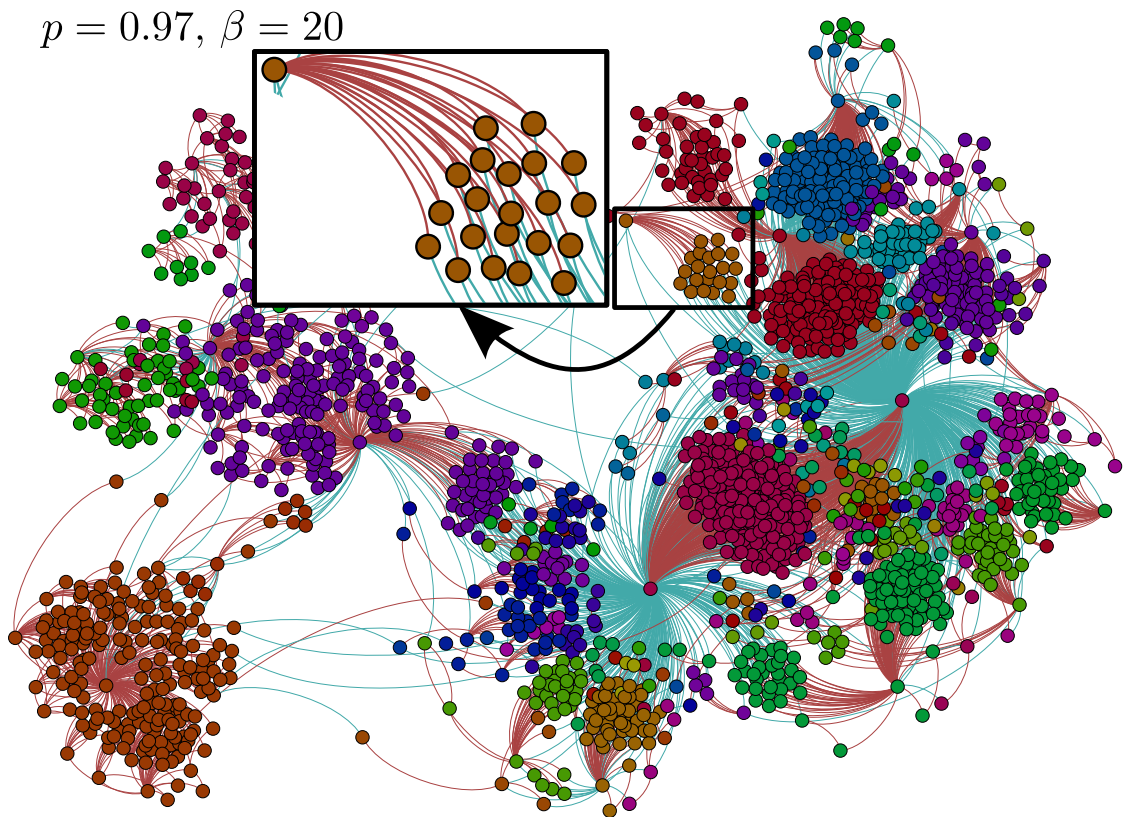 p = 0.97, β = 20